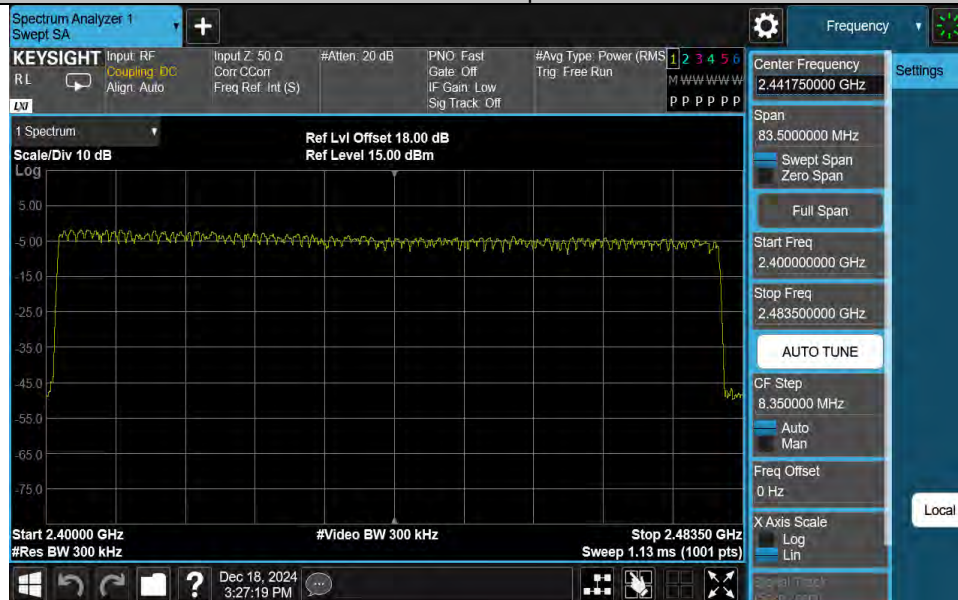 Spectrum Analyzer 1
Swept SA
+
Frequency
KEYSIGHT
Input: RF
Input Z: 50 Ω
#Atten: 20 dB
PNO: Fast
#Avg Type: Power (RMS
1 2 3 4 5 6
R L
Coupling: DC
Corr CCorr
Gate: Off
Trig: Free Run
M W W W W W
Align: Auto
Freq Ref: Int (S)
IF Gain: Low
LXI
Sig Track: Off
P P P P P P
1 Spectrum
Ref Lvl Offset 18.00 dB
Scale/Div 10 dB
Ref Level 15.00 dBm
Log
5.00
-5.00
-15.0
-25.0
-35.0
-45.0
-55.0
-65.0
-75.0
Start 2.40000 GHz
#Video BW 300 kHz
Stop 2.48350 GHz
#Res BW 300 kHz
Sweep 1.13 ms (1001 pts)
?
Dec 18, 2024
3:27:19 PM
Center Frequency
2.441750000 GHz
Settings
Span
83.5000000 MHz
Swept Span
Zero Span
Full Span
Start Freq
2.400000000 GHz
Stop Freq
2.483500000 GHz
AUTO TUNE
CF Step
8.350000 MHz
Auto
Man
Freq Offset
0 Hz
Local
X Axis Scale
Log
Lin
Signal Track